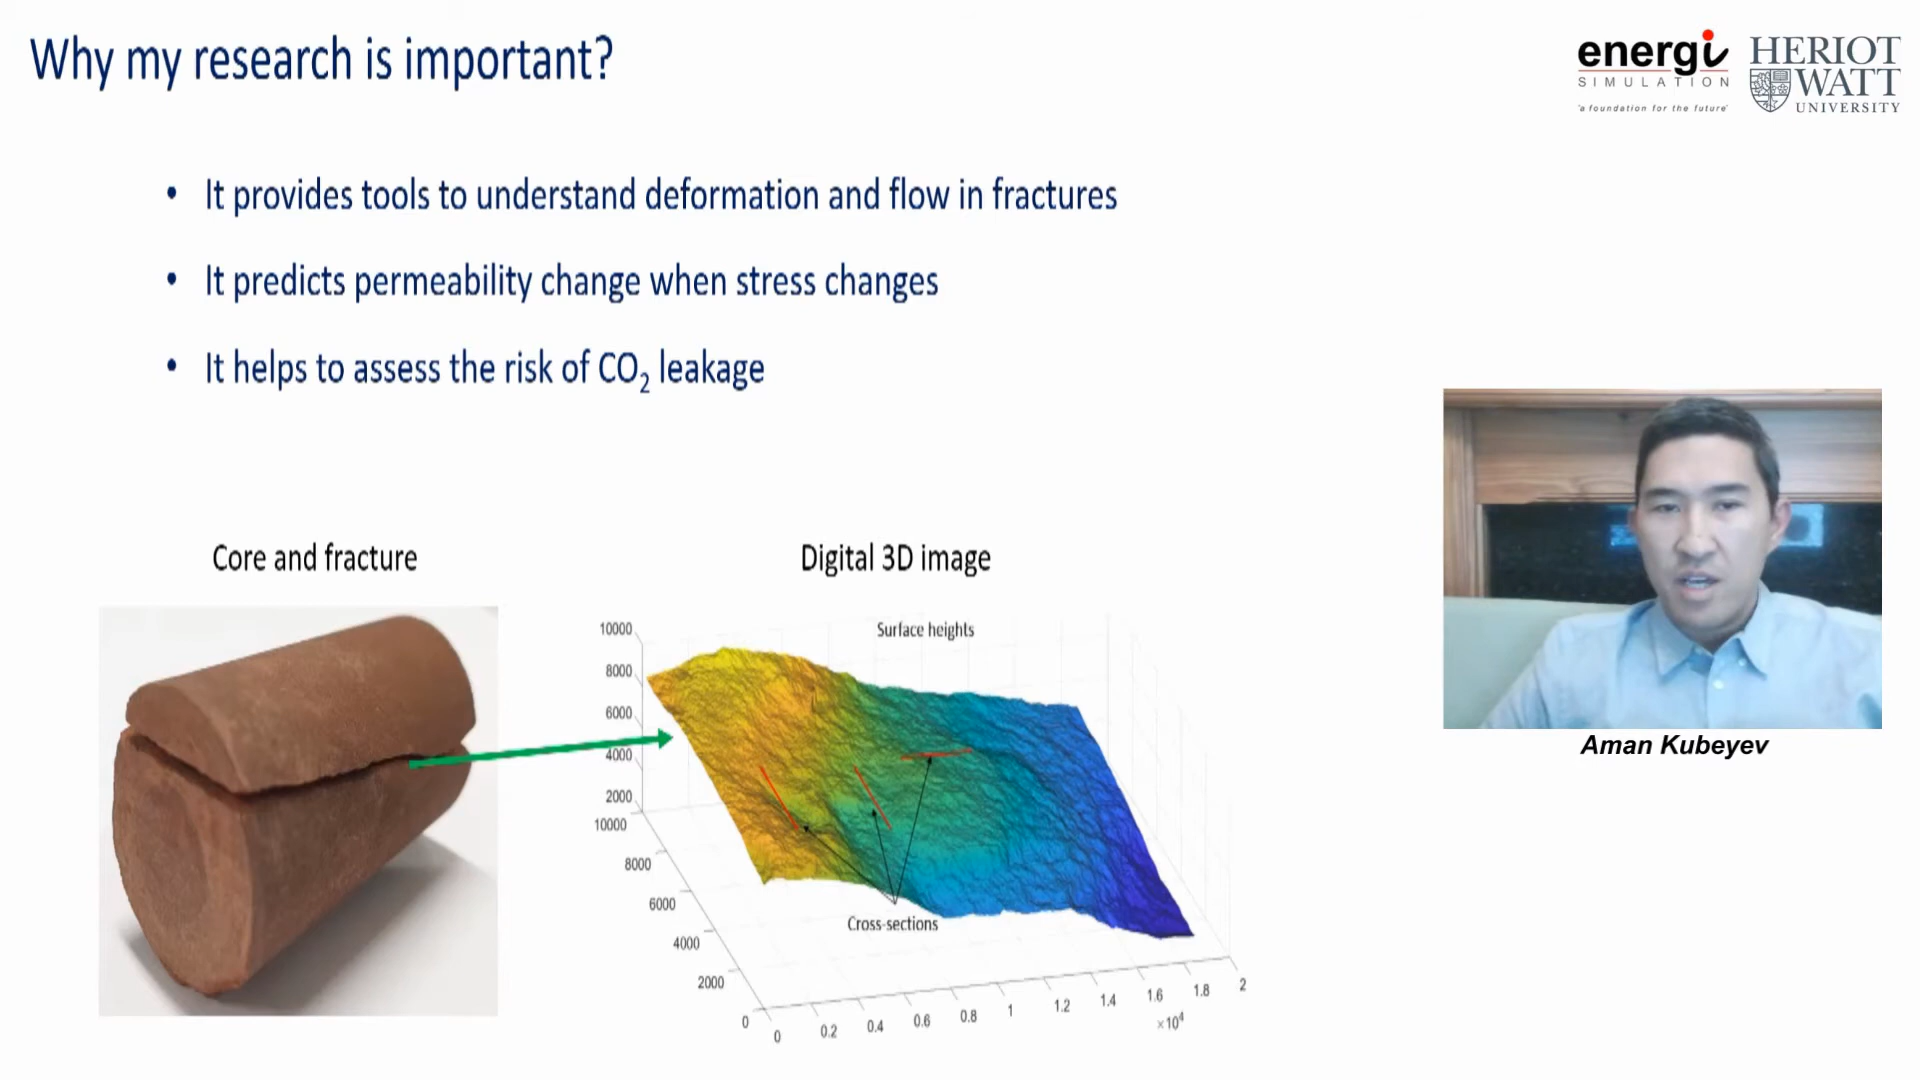 Why my research is important?
energi
SIMULATION
'a foundation for the future'
HERIOT
WATT
UNIVERSITY
• It provides tools to understand deformation and flow in fractures
• It predicts permeability change when stress changes
• It helps to assess the risk of CO₂ leakage
Aman Kubeyev
Core and fracture
Digital 3D image
Surface heights
10000
8000
6000
4000
2000
10000
8000
6000
4000
2000
0
Cross-sections
0 0.2 0.4 0.6 0.8 1 1.2 1.4 1.6 1.8 2
×10⁴